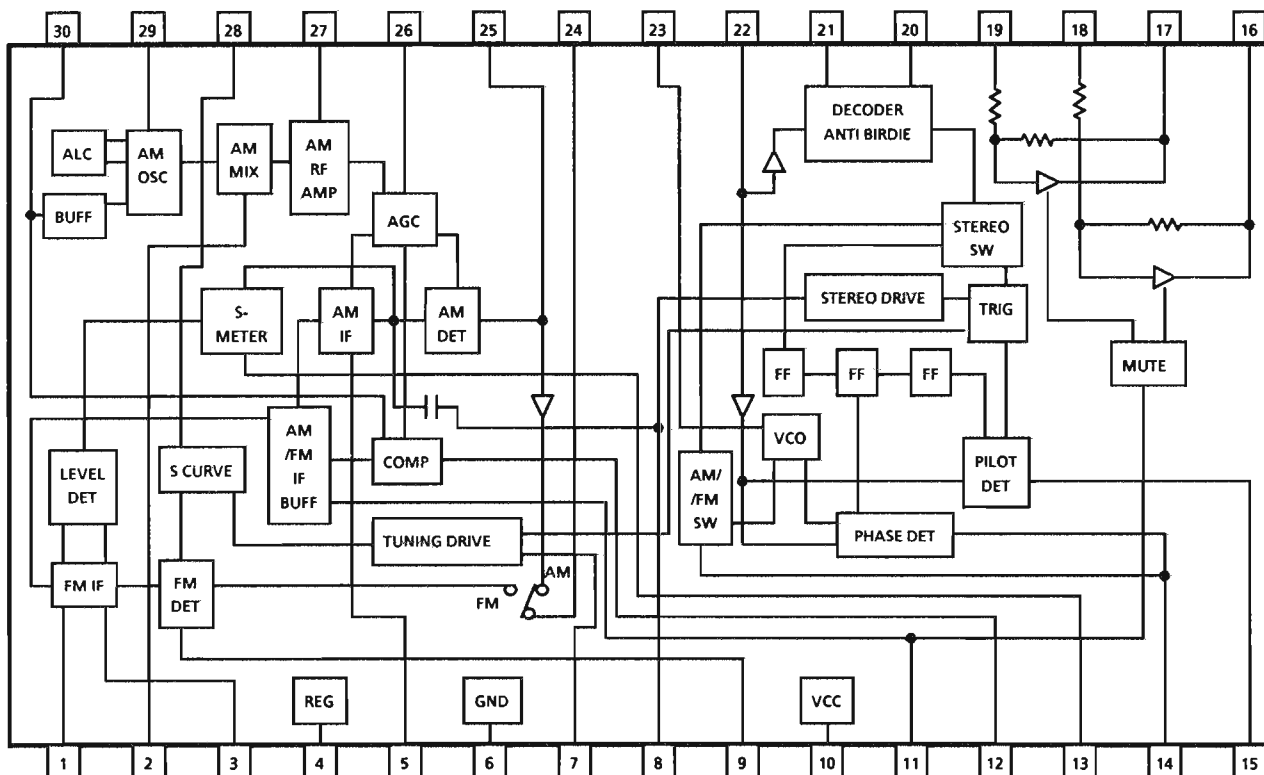 30 29 28 27 26 25 24 23 22 21 20 19 18 17 16
ALC
AM
OSC
AM
MIX
AM
RF
AMP
BUFF
AGC
DECODER
ANTI BIRDIE
STEREO
SW
S-
METER
AM
IF
AM
DET
STEREO DRIVE
TRIG
FF
FF
FF
MUTE
LEVEL
DET
S CURVE
AM
/FM
IF
BUFF
COMP
VCO
AM/
/FM
SW
PILOT
DET
TUNING DRIVE
PHASE DET
FM IF
FM
DET
FM
AM
REG
GND
VCC
1 2 3 4 5 6 7 8 9 10 11 12 13 14 15